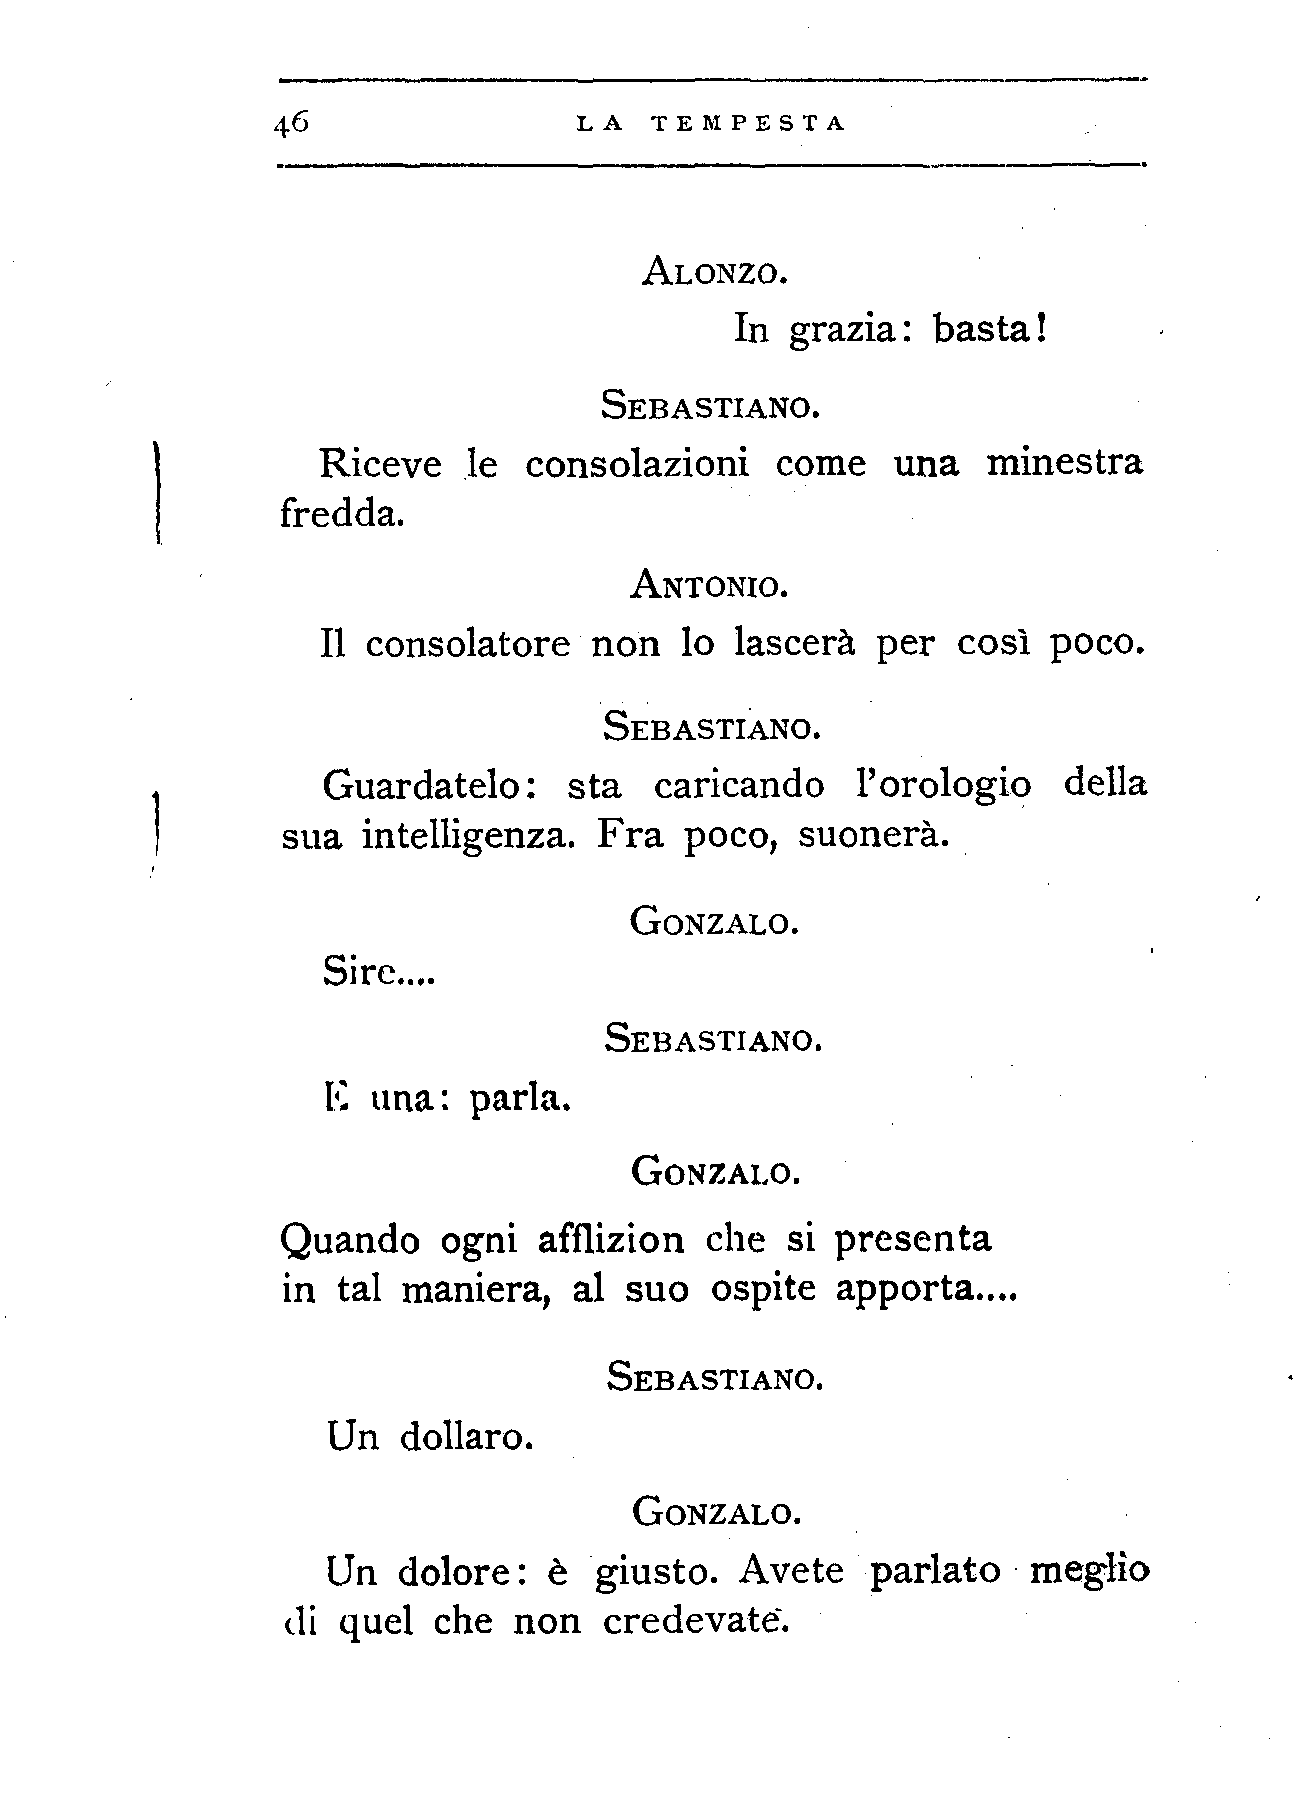 46 LA TEMPESTA
ALONZO.
In grazia: basta!
SEBASTIANO.
Riceve le consolazioni come una minestra
fredda.
ANTONIO.
Il consolatore non lo lascerà per così poco.
SEBASTIANO.
Guardatelo: sta caricando l'orologio della
sua intelligenza. Fra poco, suonerà.
GONZALO.
Sire....
SEBASTIANO.
E una: parla.
GONZALO.
Quando ogni afflizion che si presenta
in tal maniera, al suo ospite apporta....
SEBASTIANO.
Un dollaro.
GONZALO.
Un dolore: è giusto. Avete parlato meglio
di quel che non credevate.